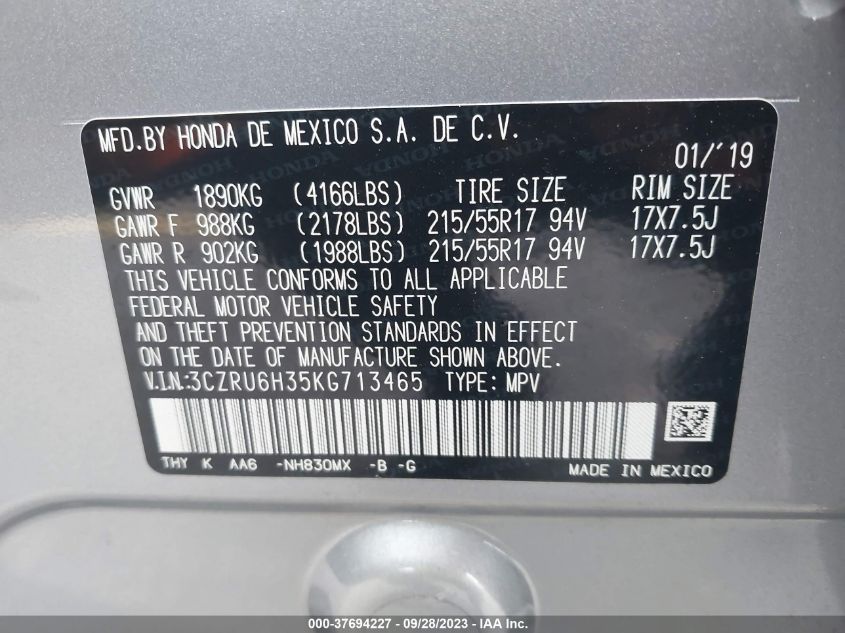 MFD.BY HONDA DE MEXICO S.A. DE C.V.
01/'19
GVWR 1890KG (4166LBS) TIRE SIZE RIM SIZE
GAWR F 988KG (2178LBS) 215/55R17 94V 17X7.5J
GAWR R 902KG (1988LBS) 215/55R17 94V 17X7.5J
THIS VEHICLE CONFORMS TO ALL APPLICABLE
FEDERAL MOTOR VEHICLE SAFETY
AND THEFT PREVENTION STANDARDS IN EFFECT
ON THE DATE OF MANUFACTURE SHOWN ABOVE.
V.I.N.:3CZRU6H35KG713465 TYPE: MPV
THY K AA6 -NH830MX -B -G MADE IN MEXICO
000-37694227 - 09/28/2023 - IAA Inc.